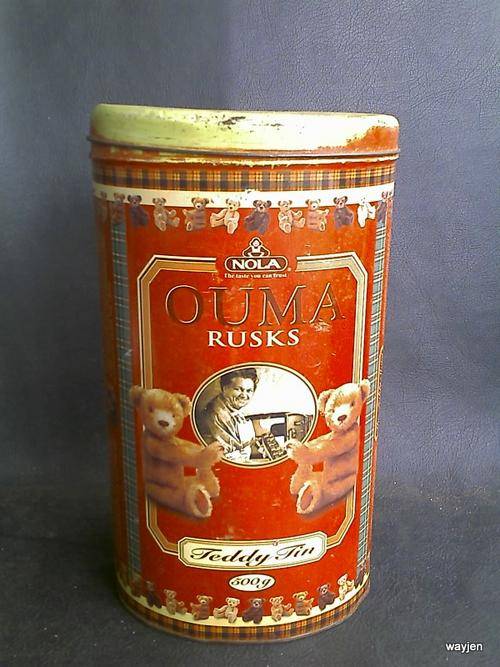 NOLA
The taste you can trust
OUMA
RUSKS
Teddy Tin
500g
wayjen